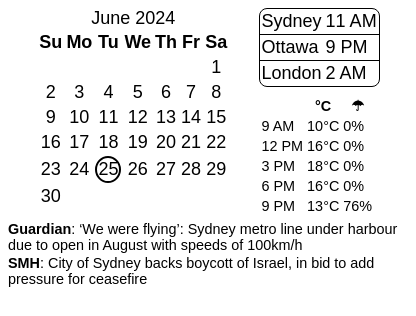 June 2024
Su Mo Tu We Th Fr Sa
1
2 3 4 5 6 7 8
9 10 11 12 13 14 15
16 17 18 19 20 21 22
23 24 25 26 27 28 29
30
Sydney 11 AM
Ottawa 9 PM
London 2 AM
°C ☂
9 AM 10°C 0%
12 PM 16°C 0%
3 PM 18°C 0%
6 PM 16°C 0%
9 PM 13°C 76%
Guardian: ‘We were flying’: Sydney metro line under harbour
due to open in August with speeds of 100km/h
SMH: City of Sydney backs boycott of Israel, in bid to add
pressure for ceasefire